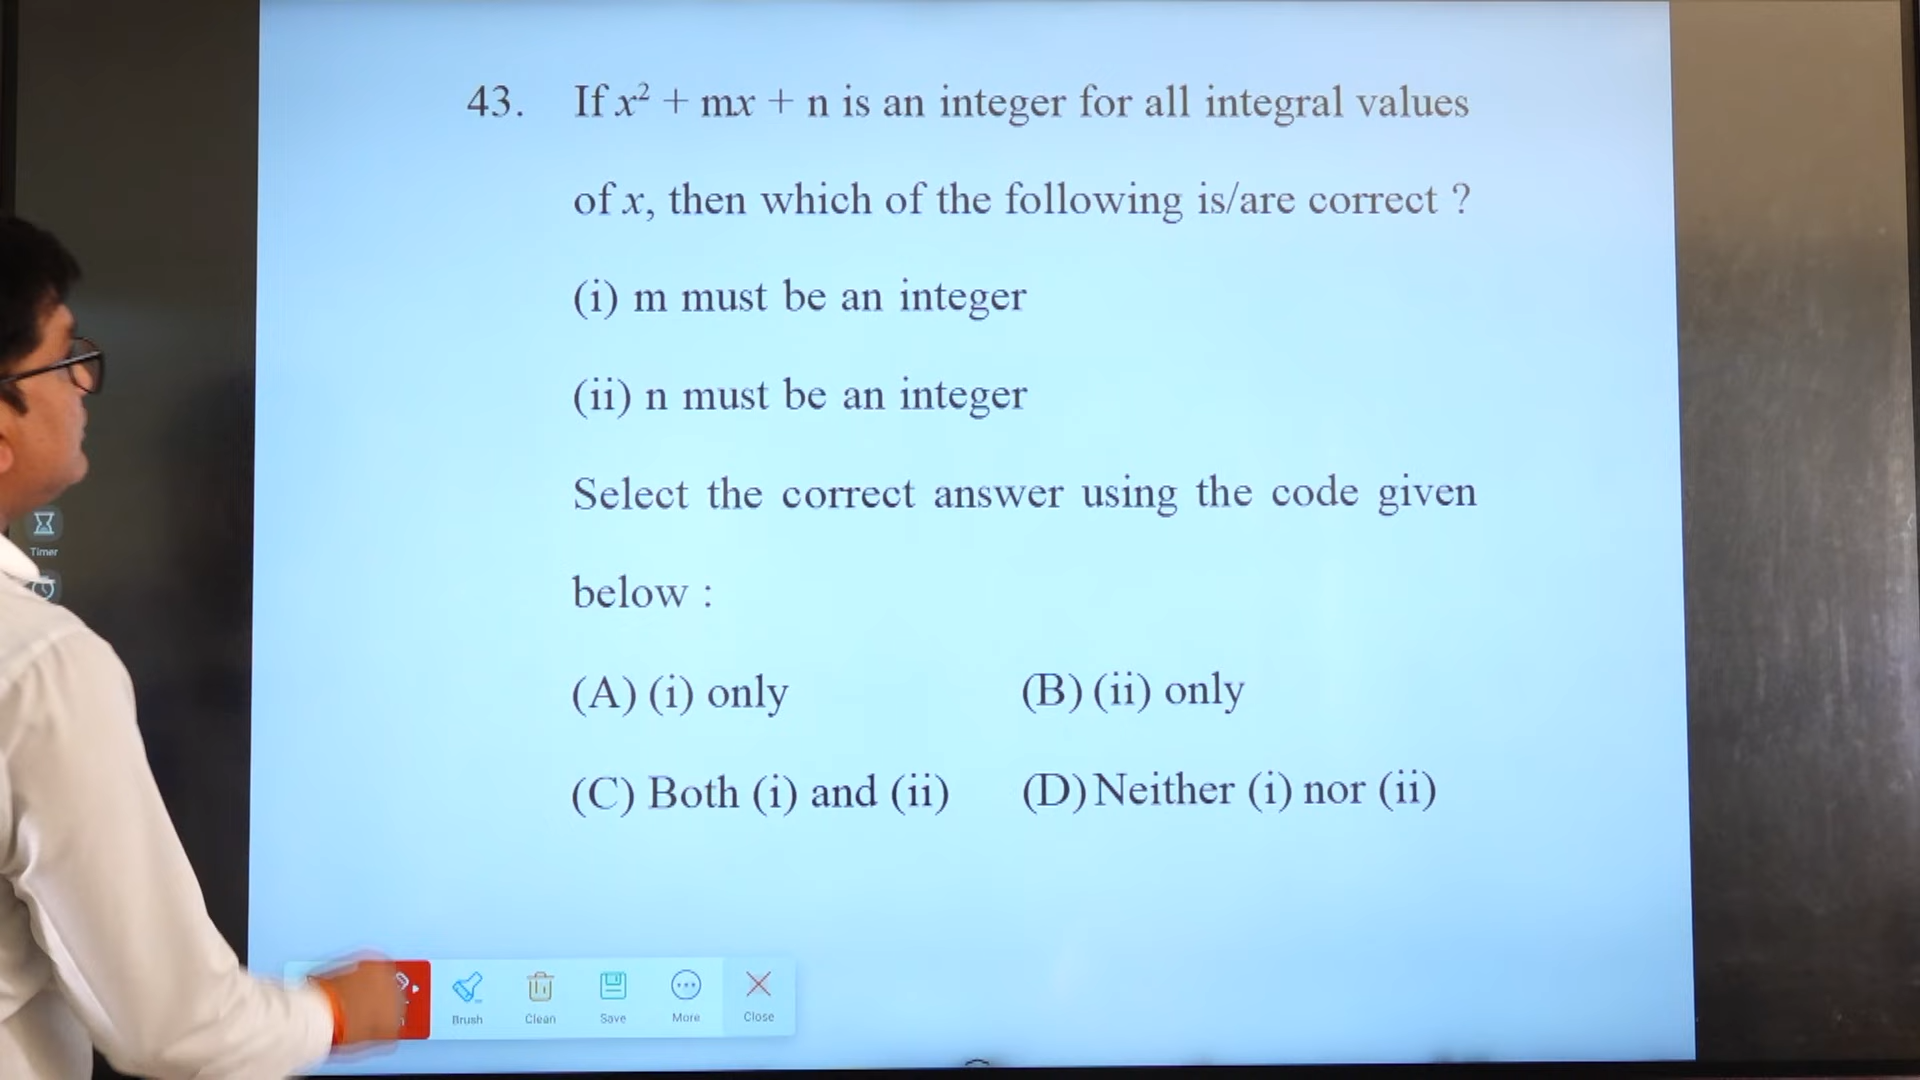 43. If x² + mx + n is an integer for all integral values
of x, then which of the following is/are correct ?
(i) m must be an integer
(ii) n must be an integer
Select the correct answer using the code given
below :
(A) (i) only (B) (ii) only
(C) Both (i) and (ii) (D) Neither (i) nor (ii)
Timer
Brush Clean Save More Close